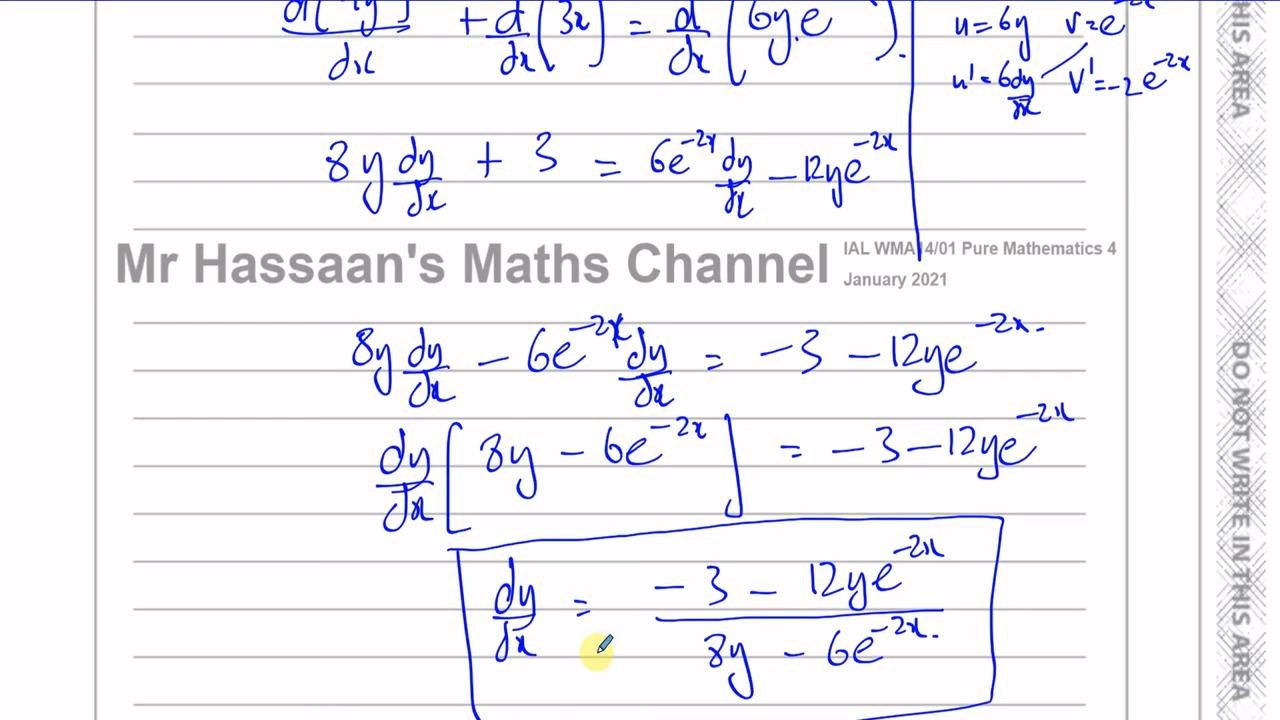 + d/dx (3x) = d/dx (6y.e ).
dx
u=6y v=e^-2x
u'=6dy/dx v'=-2e^-2x
8y dy/dx + 3 = 6e^-2x dy/dx - 12ye^-2x
Mr Hassaan's Maths Channel
IAL WMA14/01 Pure Mathematics 4
January 2021
8y dy/dx - 6e^-2x dy/dx = -3 - 12ye^-2x.
dy/dx [8y - 6e^-2x] = -3 - 12ye^-2x
dy/dx = (-3 - 12ye^-2x)/(8y - 6e^-2x.)
THIS AREA
DO NOT WRITE IN THIS AREA